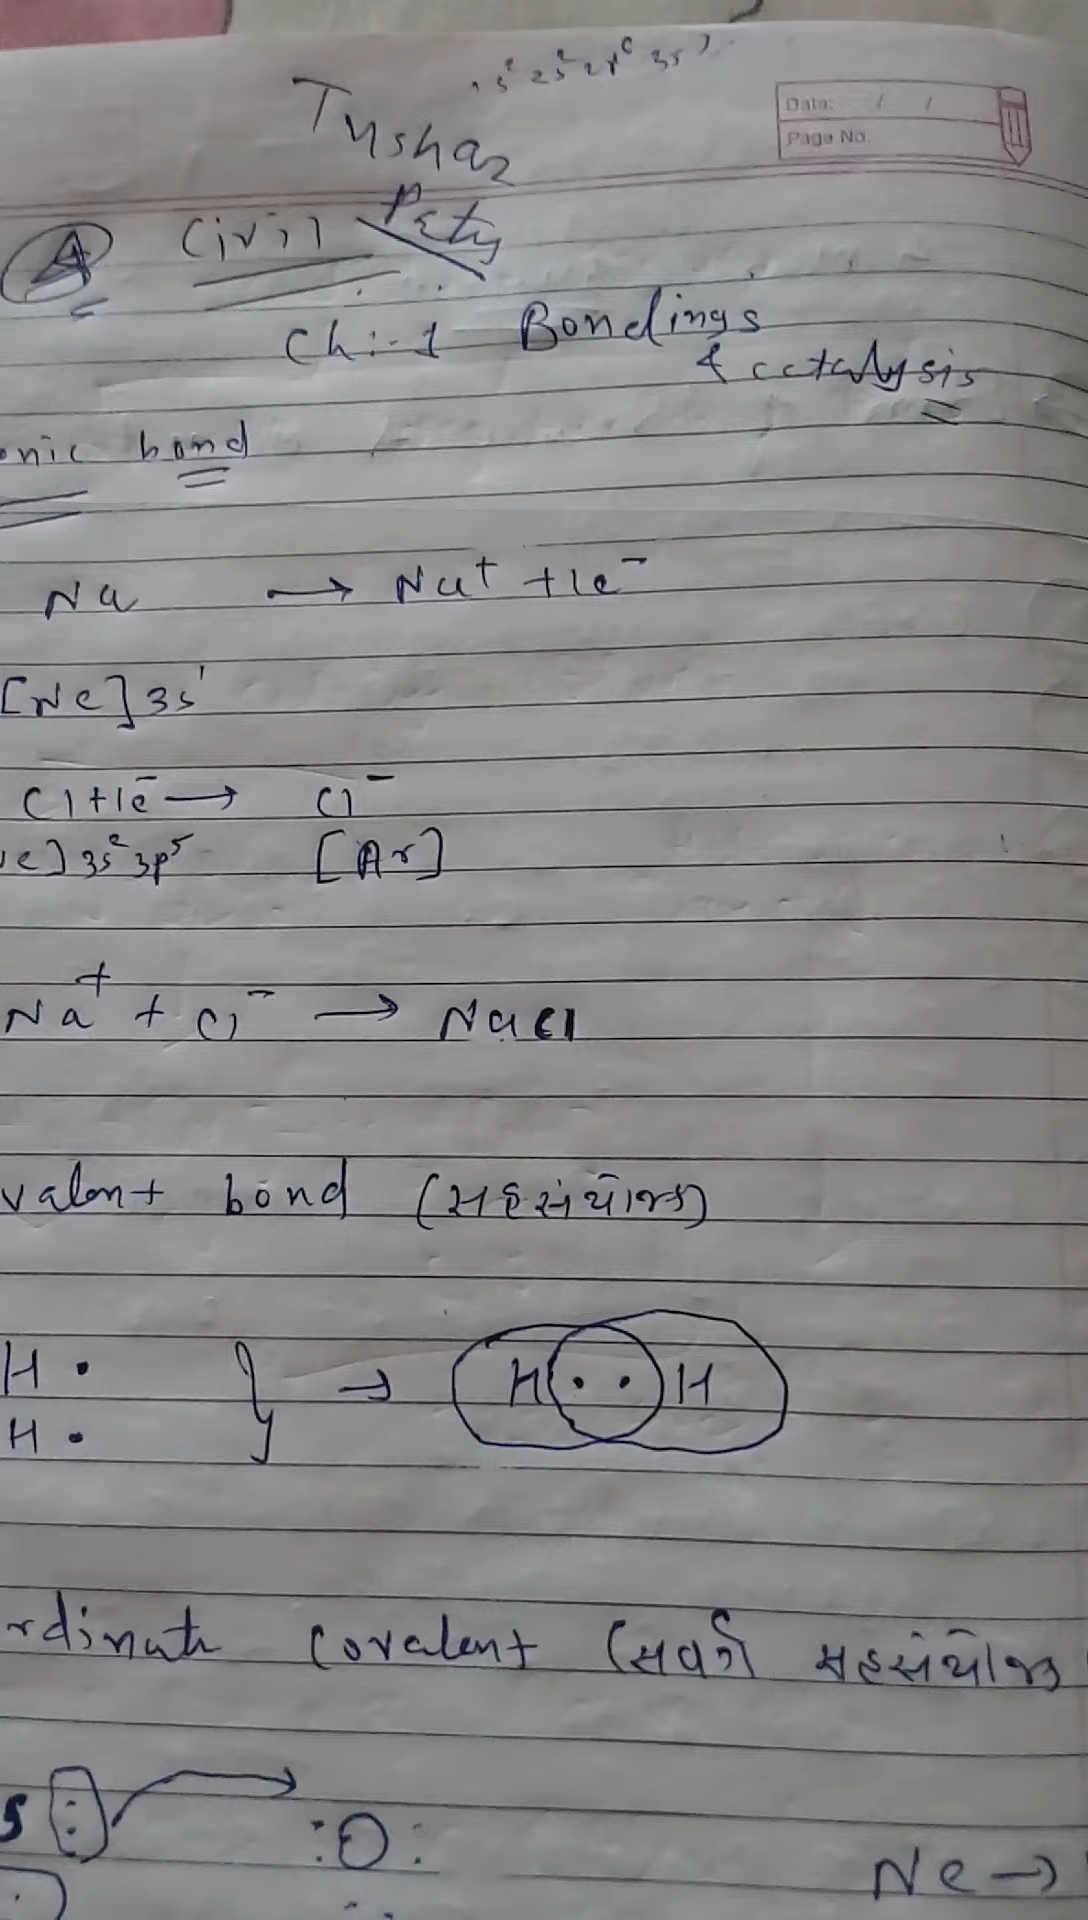 1s² 2s² 2p⁶ 3s¹
Tushar
Data: / /
Page No.
A Civil
Ch:-1 Bondings
& catalysis
onic bond
Na → Na⁺ + 1e⁻
[Ne] 3s¹
Cl + 1e⁻ → Cl⁻
e] 3s² 3p⁵ [Ar]
Na⁺ + Cl⁻ → NaCl
valent bond (સહસંયોજક)
H • } → H • • H
H •
rdinate covalent (સવર્ગ સહસંયોજક
S : :O:
Ne →